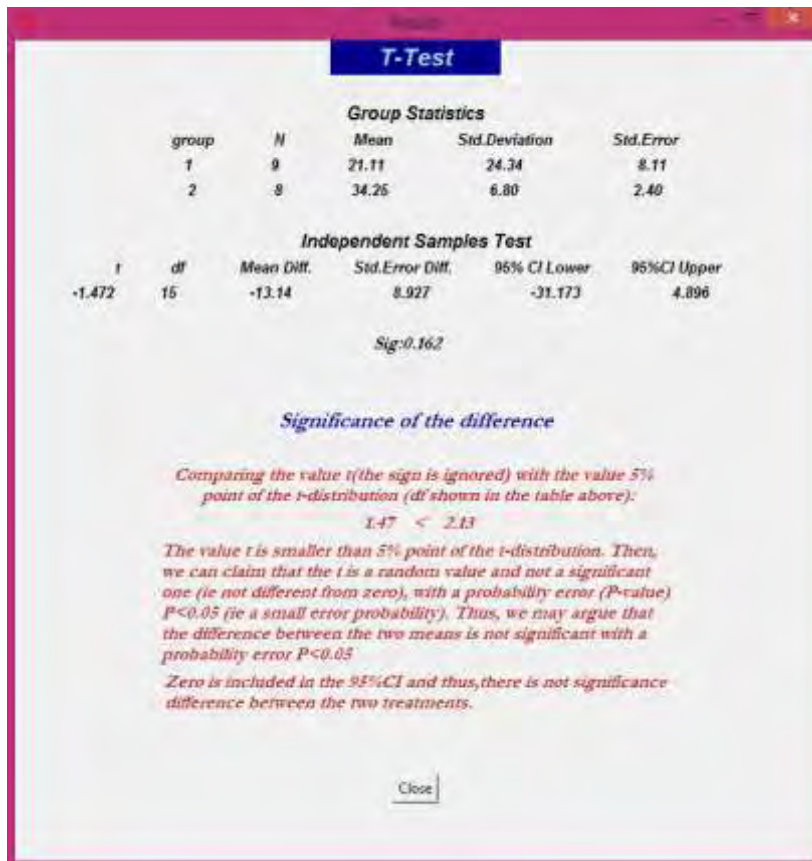 T-Test
Group Statistics
group N Mean Std.Deviation Std.Error
1 9 21.11 24.34 8.11
2 8 34.25 6.80 2.40
Independent Samples Test
t df Mean Diff. Std.Error Diff. 95% CI Lower 95%CI Upper
-1.472 15 -13.14 8.927 -31.173 4.896
Sig:0.162
Significance of the difference
Comparing the value t(the sign is ignored) with the value 5%
point of the t-distribution (df shown in the table above):
1.47 < 2.13
The value t is smaller than 5% point of the t-distribution. Then,
we can claim that the t is a random value and not a significant
one (ie not different from zero), with a probability error (P-value)
P<0.05 (ie a small error probability). Thus, we may argue that
the difference between the two means is not significant with a
probability error P<0.05
Zero is included in the 95%CI and thus,there is not significance
difference between the two treatments.
Close